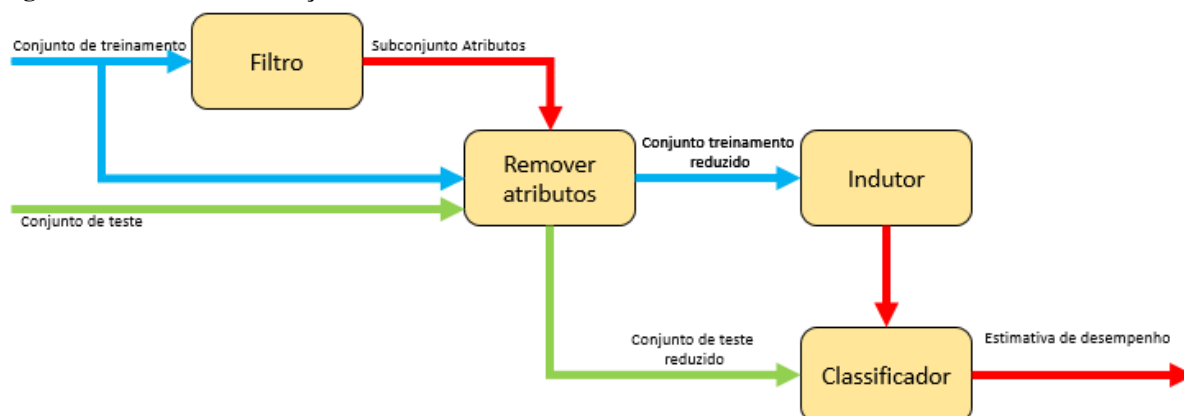 Conjunto de treinamento
Filtro
Subconjunto Atributos
Remover
atributos
Conjunto treinamento
reduzido
Indutor
Conjunto de teste
Conjunto de teste
reduzido
Classificador
Estimativa de desempenho